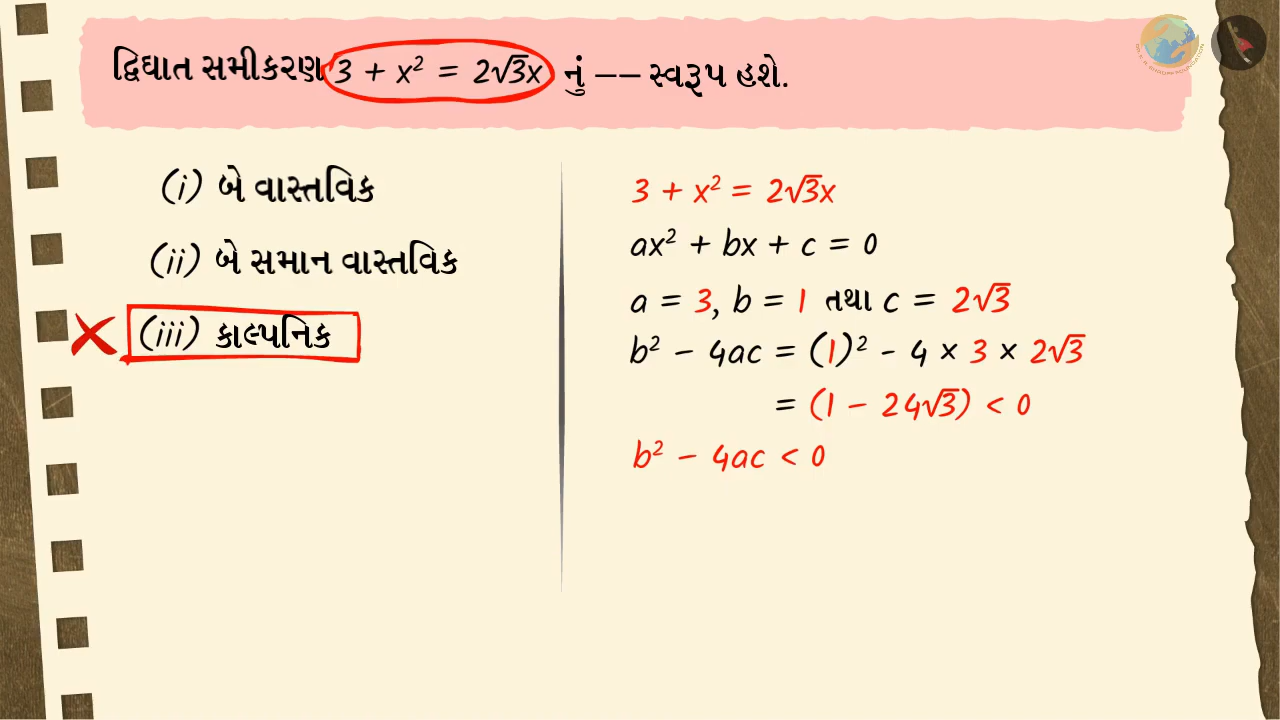 દ્વિઘાત સમીકરણ 3 + x² = 2√3x નું –– સ્વરૂપ હશે.
(i) બે વાસ્તવિક
(ii) બે સમાન વાસ્તવિક
(iii) કાલ્પનિક
3 + x² = 2√3x
ax² + bx + c = 0
a = 3, b = 1 તથા c = 2√3
b² − 4ac = (1)² - 4 × 3 × 2√3
= (1 − 24√3) < 0
b² − 4ac < 0